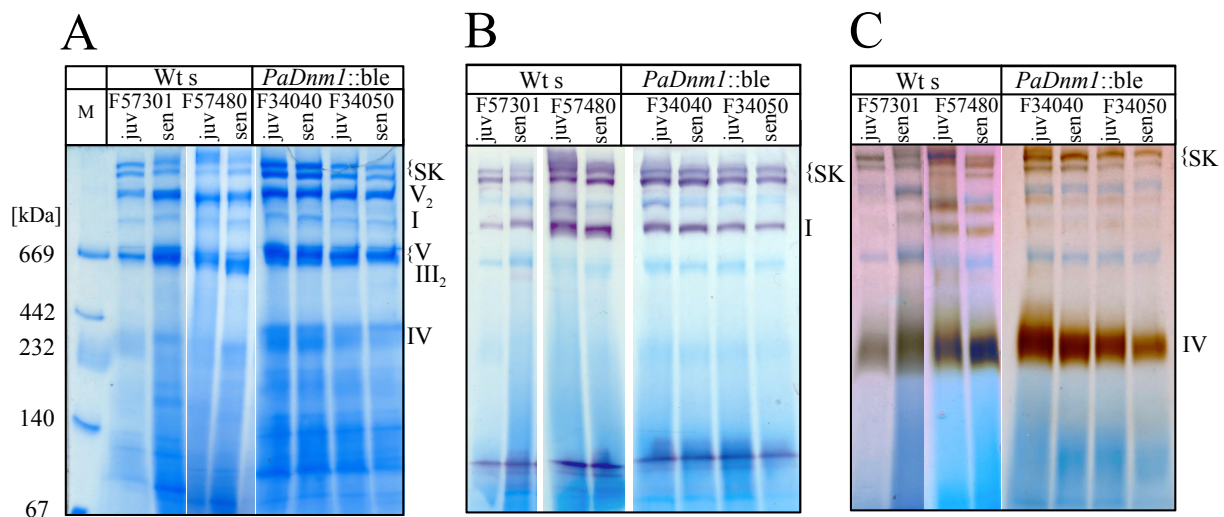 A
Wt s PaDnm1::ble
M F57301 F57480 F34040 F34050
juv sen juv sen juv sen juv sen
[kDa]
669
442
232
140
67
{SK
V2
I
{V
III2
IV
B
Wt s PaDnm1::ble
F57301 F57480 F34040 F34050
juv sen juv sen juv sen juv sen
{SK
I
C
Wt s PaDnm1::ble
F57301 F57480 F34040 F34050
juv sen juv sen juv sen juv sen
{SK
IV